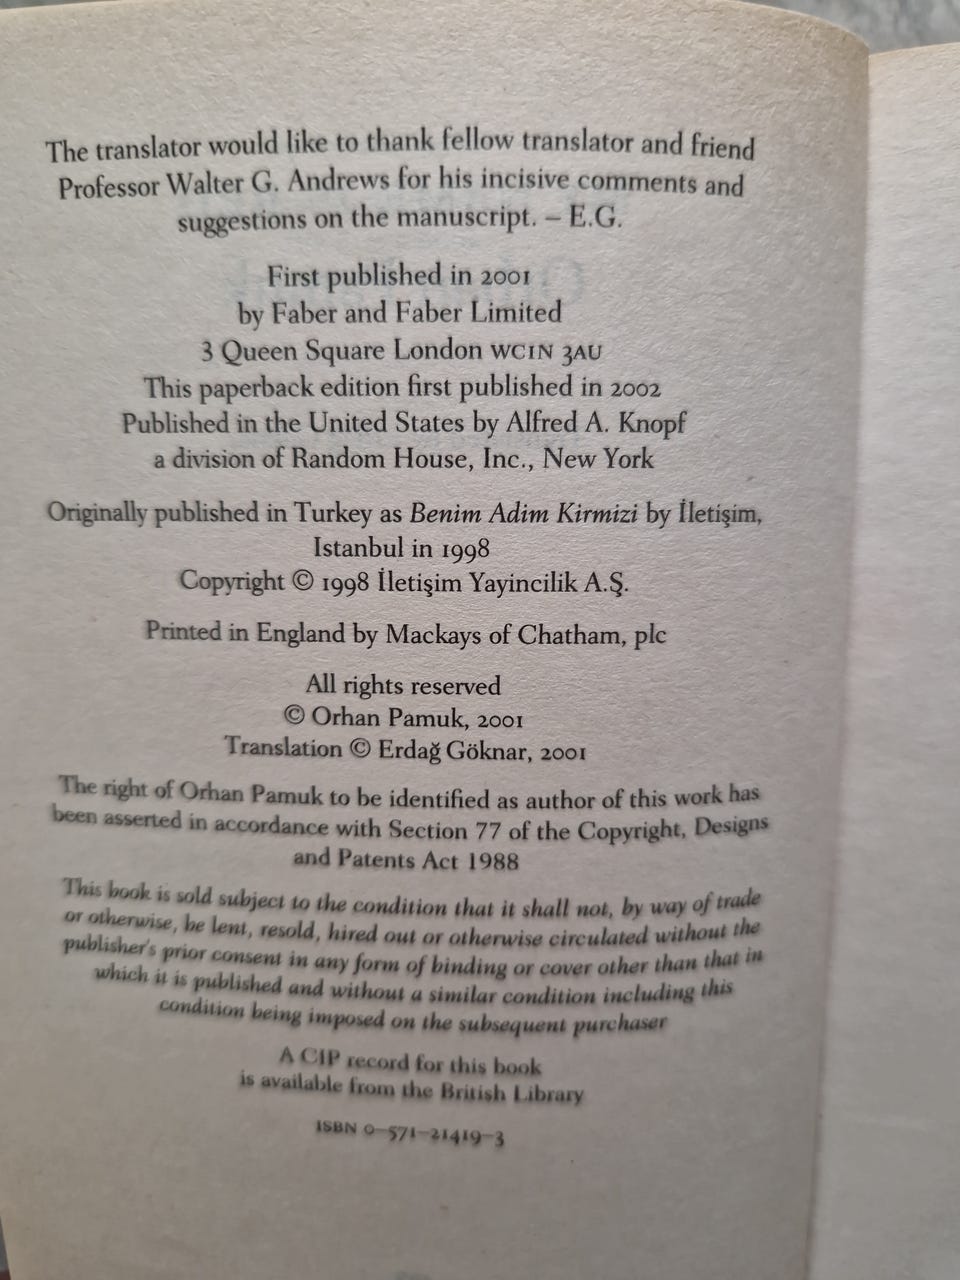 The translator would like to thank fellow translator and friend
Professor Walter G. Andrews for his incisive comments and
suggestions on the manuscript. – E.G.
First published in 2001
by Faber and Faber Limited
3 Queen Square London WC1N 3AU
This paperback edition first published in 2002
Published in the United States by Alfred A. Knopf
a division of Random House, Inc., New York
Originally published in Turkey as Benim Adim Kirmizi by İletişim,
Istanbul in 1998
Copyright © 1998 İletişim Yayincilik A.Ş.
Printed in England by Mackays of Chatham, plc
All rights reserved
© Orhan Pamuk, 2001
Translation © Erdağ Göknar, 2001
The right of Orhan Pamuk to be identified as author of this work has
been asserted in accordance with Section 77 of the Copyright, Designs
and Patents Act 1988
This book is sold subject to the condition that it shall not, by way of trade
or otherwise, be lent, resold, hired out or otherwise circulated without the
publisher's prior consent in any form of binding or cover other than that in
which it is published and without a similar condition including this
condition being imposed on the subsequent purchaser
A CIP record for this book
is available from the British Library
ISBN 0–571–21419–3